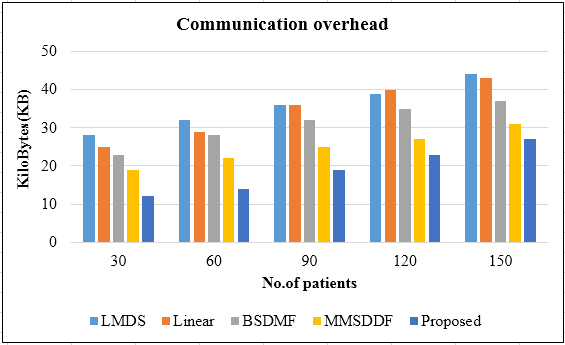 Communication overhead
50
40
30
20
10
0
KiloBytes(KB)
30 60 90 120 150
No.of patients
LMDS Linear BSDMF MMSDDF Proposed